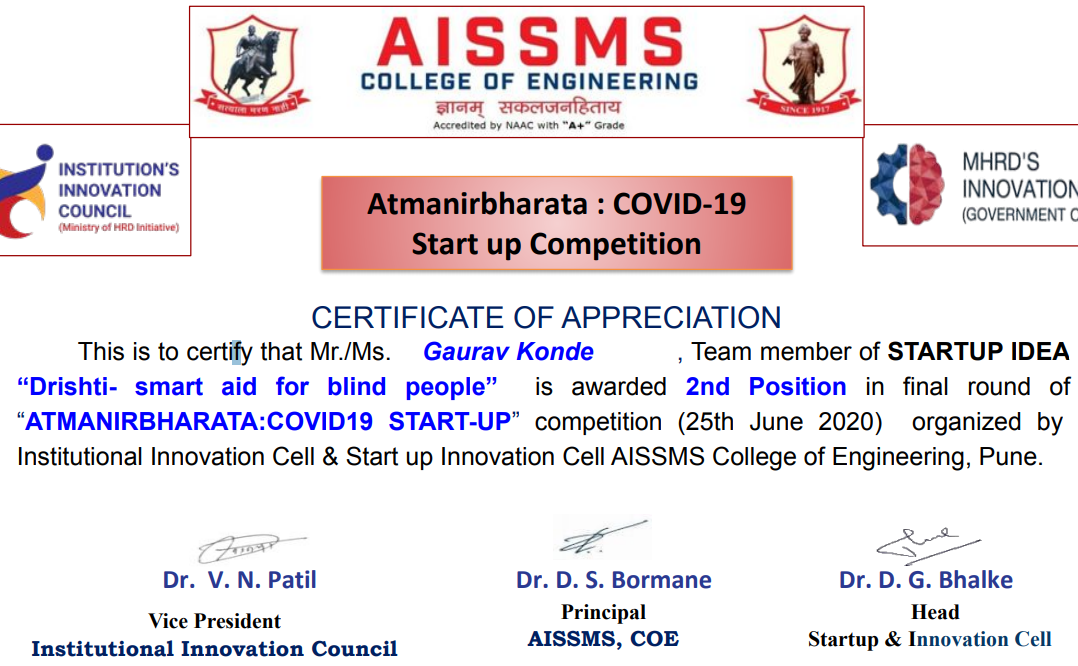 AISSMS
COLLEGE OF ENGINEERING
ज्ञानम् सकलजनहिताय
Accredited by NAAC with "A+" Grade
सत्याला मरण नाही
SINCE 1917
INSTITUTION'S
INNOVATION
COUNCIL
(Ministry of HRD Initiative)
MHRD'S
INNOVATION
(GOVERNMENT O
Atmanirbharata : COVID-19
Start up Competition
CERTIFICATE OF APPRECIATION
This is to certify that Mr./Ms. Gaurav Konde , Team member of STARTUP IDEA
“Drishti- smart aid for blind people” is awarded 2nd Position in final round of
“ATMANIRBHARATA:COVID19 START-UP” competition (25th June 2020) organized by
Institutional Innovation Cell & Start up Innovation Cell AISSMS College of Engineering, Pune.
Dr. V. N. Patil
Vice President
Institutional Innovation Council
Dr. D. S. Bormane
Principal
AISSMS, COE
Dr. D. G. Bhalke
Head
Startup & Innovation Cell